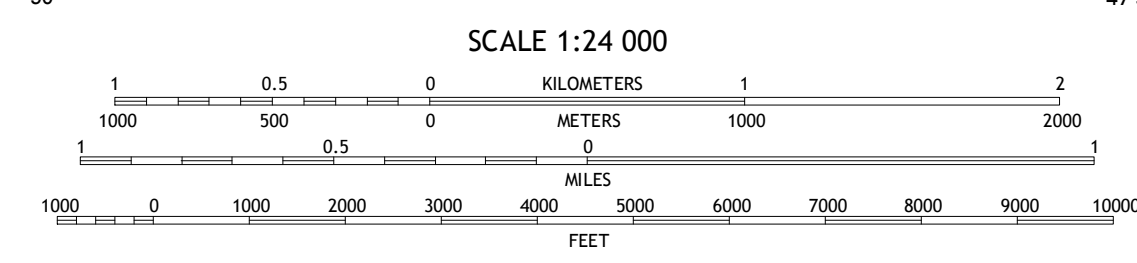 SCALE 1:24 000
1 0.5 0 KILOMETERS 1 2
1000 500 0 METERS 1000 2000
1 0.5 0 1
MILES
1000 0 1000 2000 3000 4000 5000 6000 7000 8000 9000 10000
FEET